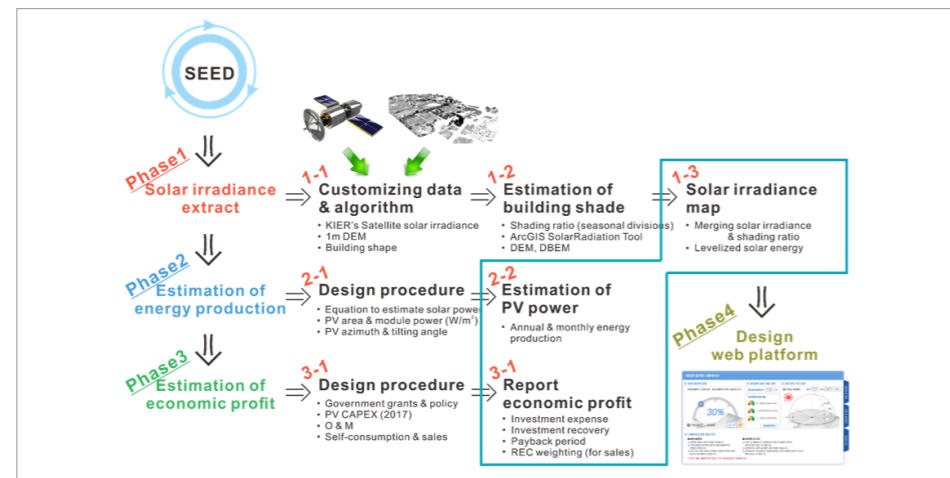 SEED
Phase1
Solar irradiance
extract
1-1
Customizing data
& algorithm
• KIER's Satellite solar irradiance
• 1m DEM
• Building shape
1-2
Estimation of
building shade
• Shading ratio (seasonal divisions)
• ArcGIS SolarRadiation Tool
• DEM, DBEM
1-3
Solar irradiance
map
• Merging solar irradiance
& shading ratio
• Levelized solar energy
Phase2
Estimation of
energy production
2-1
Design procedure
• Equation to estimate solar power
• PV area & module power (W/m²)
• PV azimuth & tilting angle
2-2
Estimation of
PV power
• Annual & monthly energy
production
Phase3
Estimation of
economic profit
3-1
Design procedure
• Government grants & policy
• PV CAPEX (2017)
• O & M
• Self-consumption & sales
3-1
Report
economic profit
• Investment expense
• Investment recovery
• Payback period
• REC weighting (for sales)
Phase4
Design
web platform
30%